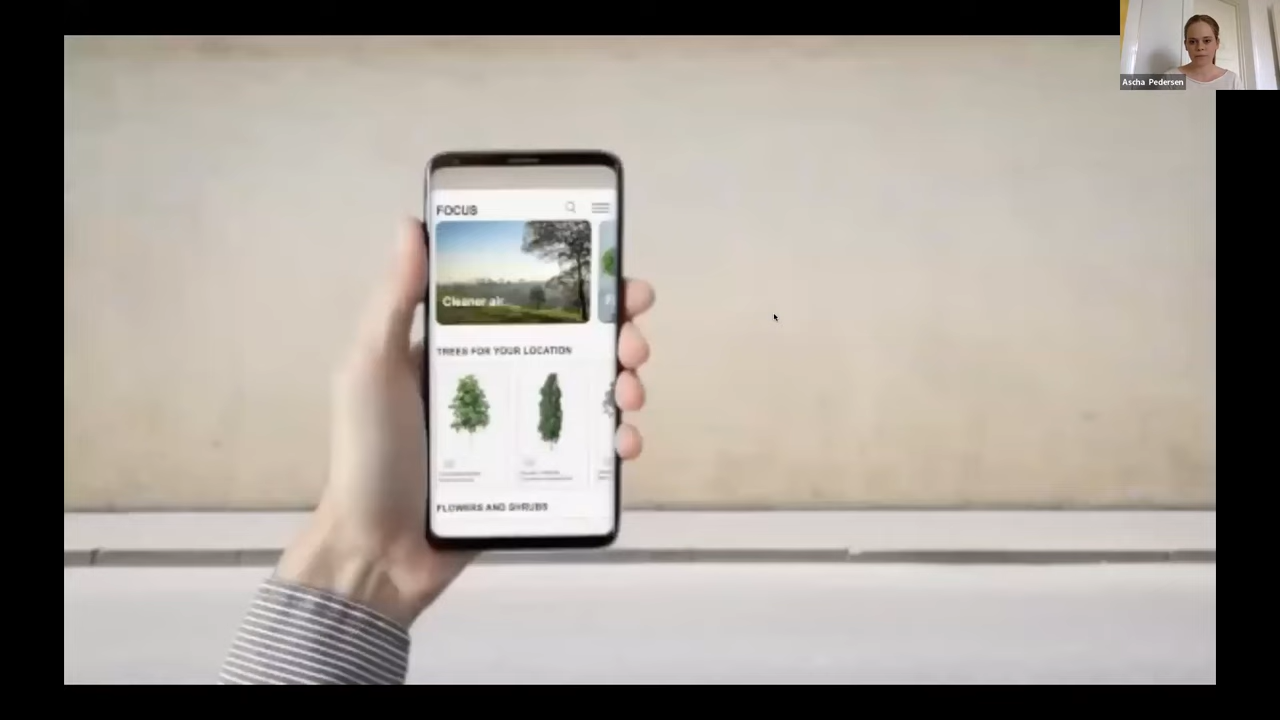 Ascha Pedersen
FOCUS
Cleaner air
TREES FOR YOUR LOCATION
FLOWERS AND SHRUBS